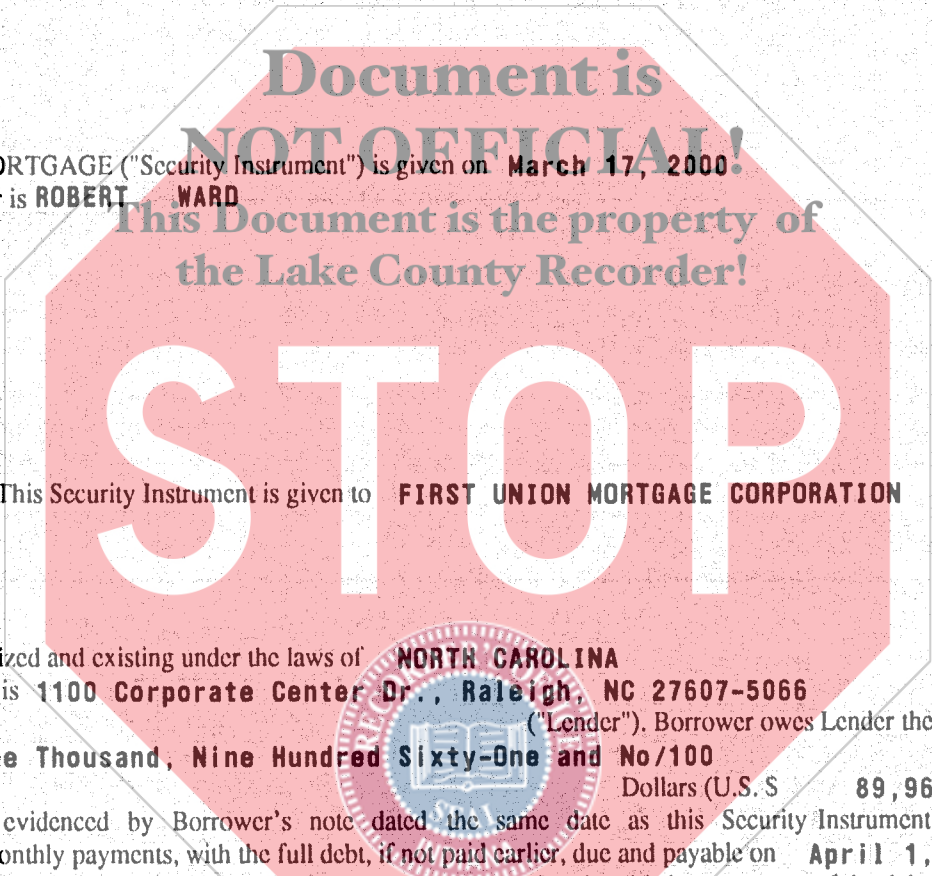 Document is
NOT OFFICIAL!
ORTGAGE ("Security Instrument") is given on March 17, 2000
is ROBERT WARD
This Document is the property of
the Lake County Recorder!
STOP
This Security Instrument is given to FIRST UNION MORTGAGE CORPORATION
ized and existing under the laws of NORTH CAROLINA
is 1100 Corporate Center Dr., Raleigh, NC 27607-5066
("Lender"). Borrower owes Lender the
e Thousand, Nine Hundred Sixty-One and No/100
Dollars (U.S. $ 89,96
evidenced by Borrower's note dated the same date as this Security Instrument
onthly payments, with the full debt, if not paid earlier, due and payable on April 1,
RECORDER'S OFFICE
SEAL
INDIANA